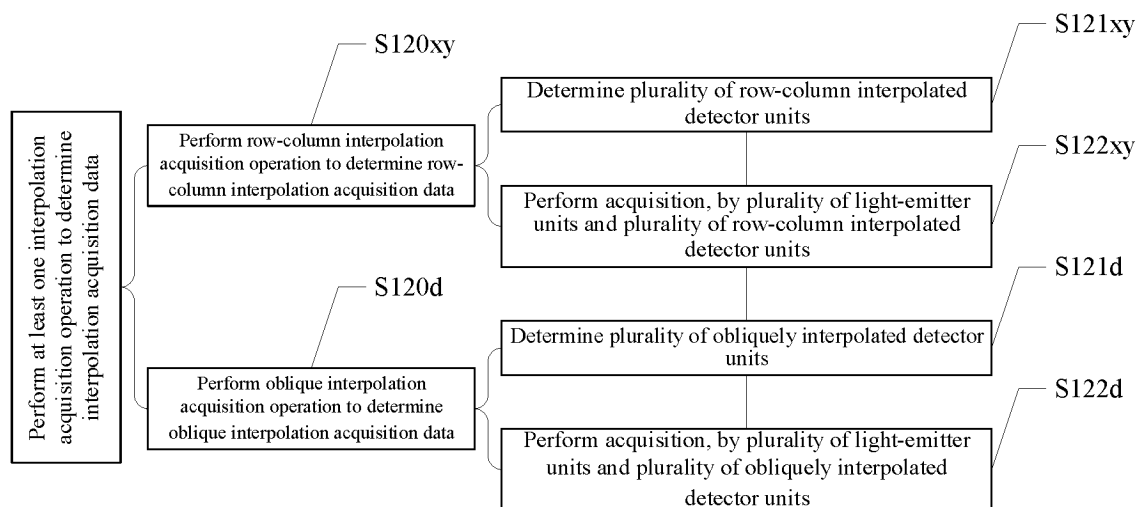 Perform at least one interpolation
acquisition operation to determine
interpolation acquisition data
S120xy
Perform row-column interpolation
acquisition operation to determine row-
column interpolation acquisition data
S121xy
Determine plurality of row-column interpolated
detector units
S122xy
Perform acquisition, by plurality of light-emitter
units and plurality of row-column interpolated
detector units
S120d
Perform oblique interpolation
acquisition operation to determine
oblique interpolation acquisition data
S121d
Determine plurality of obliquely interpolated detector
units
S122d
Perform acquisition, by plurality of light-emitter
units and plurality of obliquely interpolated
detector units